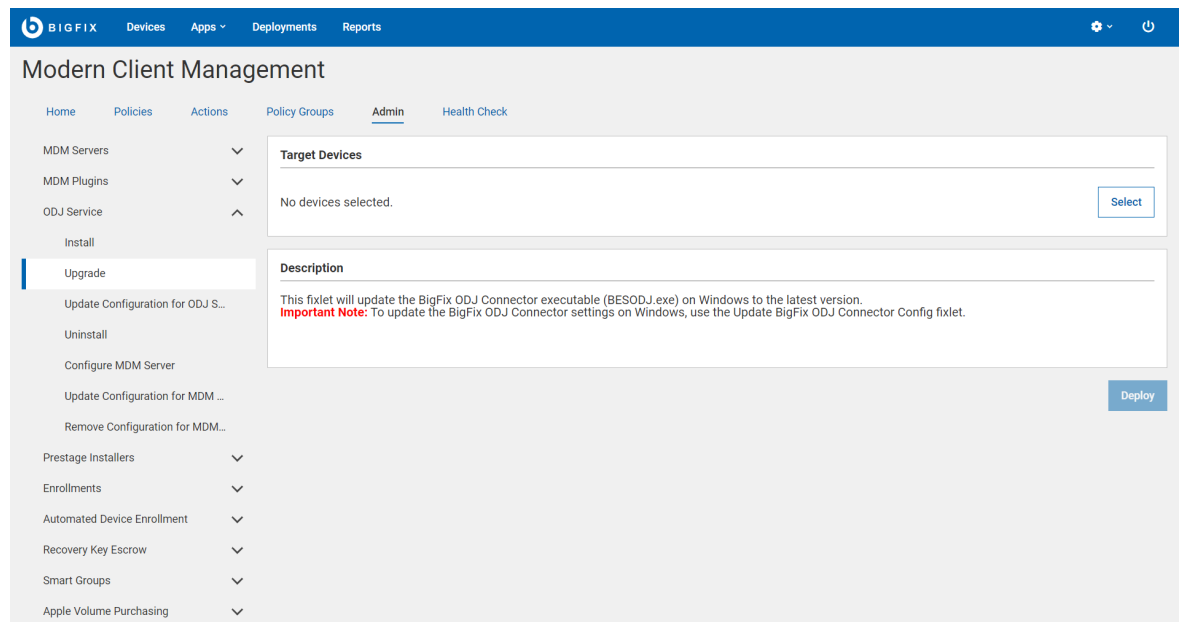 BIGFIX Devices Apps Deployments Reports
Modern Client Management
Home Policies Actions Policy Groups Admin Health Check
MDM Servers
MDM Plugins
ODJ Service
Install
Upgrade
Update Configuration for ODJ S...
Uninstall
Configure MDM Server
Update Configuration for MDM ...
Remove Configuration for MDM...
Prestage Installers
Enrollments
Automated Device Enrollment
Recovery Key Escrow
Smart Groups
Apple Volume Purchasing
Target Devices
No devices selected. Select
Description
This fixlet will update the BigFix ODJ Connector executable (BESODJ.exe) on Windows to the latest version.
Important Note: To update the BigFix ODJ Connector settings on Windows, use the Update BigFix ODJ Connector Config fixlet.
Deploy